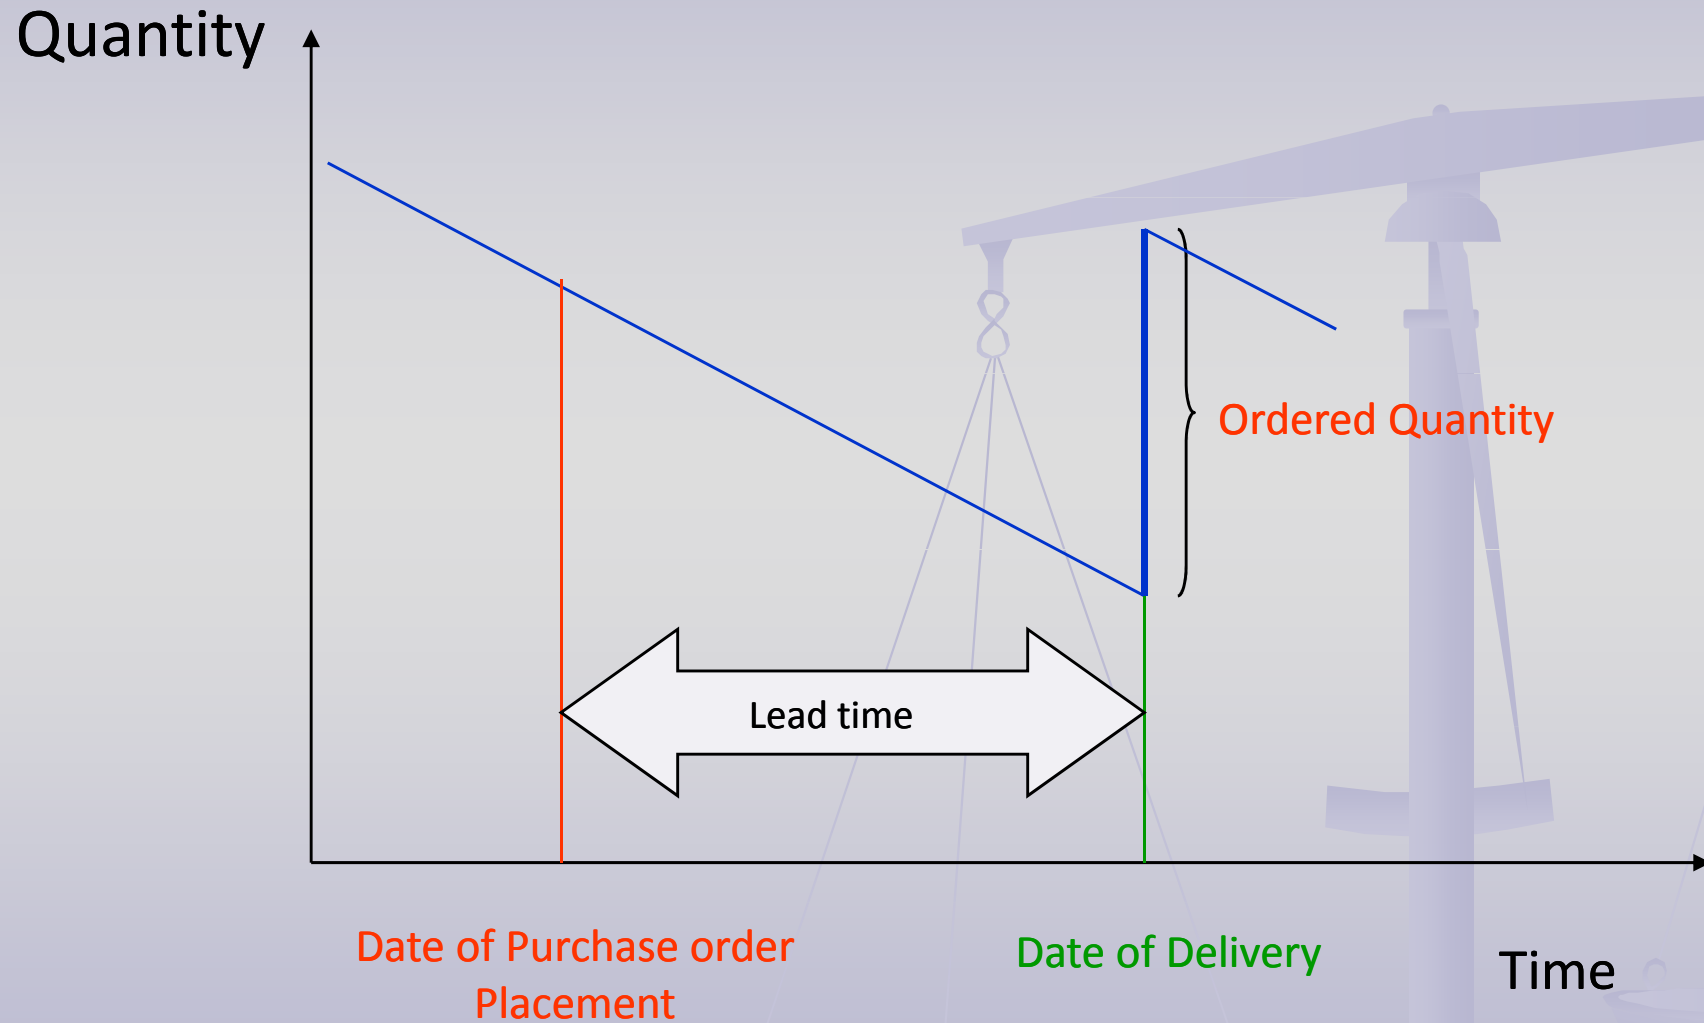 Quantity
Ordered Quantity
Lead time
Date of Purchase order
Placement
Date of Delivery
Time